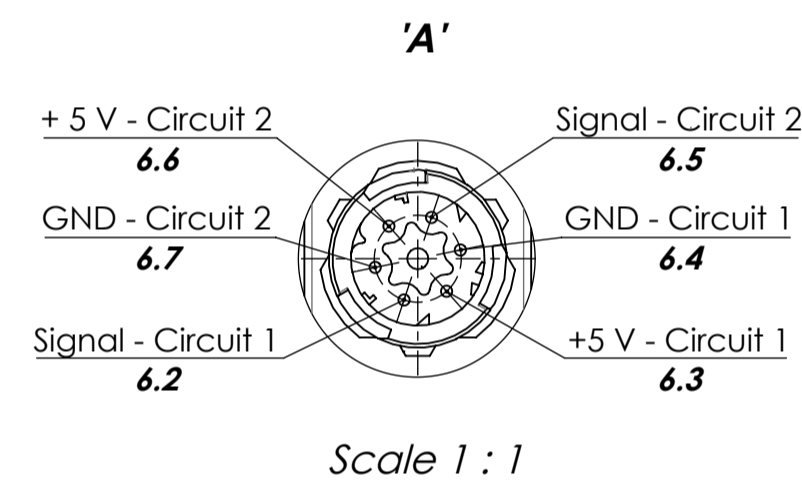 'A'
+ 5 V - Circuit 2
6.6
Signal - Circuit 2
6.5
GND - Circuit 2
6.7
GND - Circuit 1
6.4
Signal - Circuit 1
6.2
+5 V - Circuit 1
6.3
Scale 1 : 1